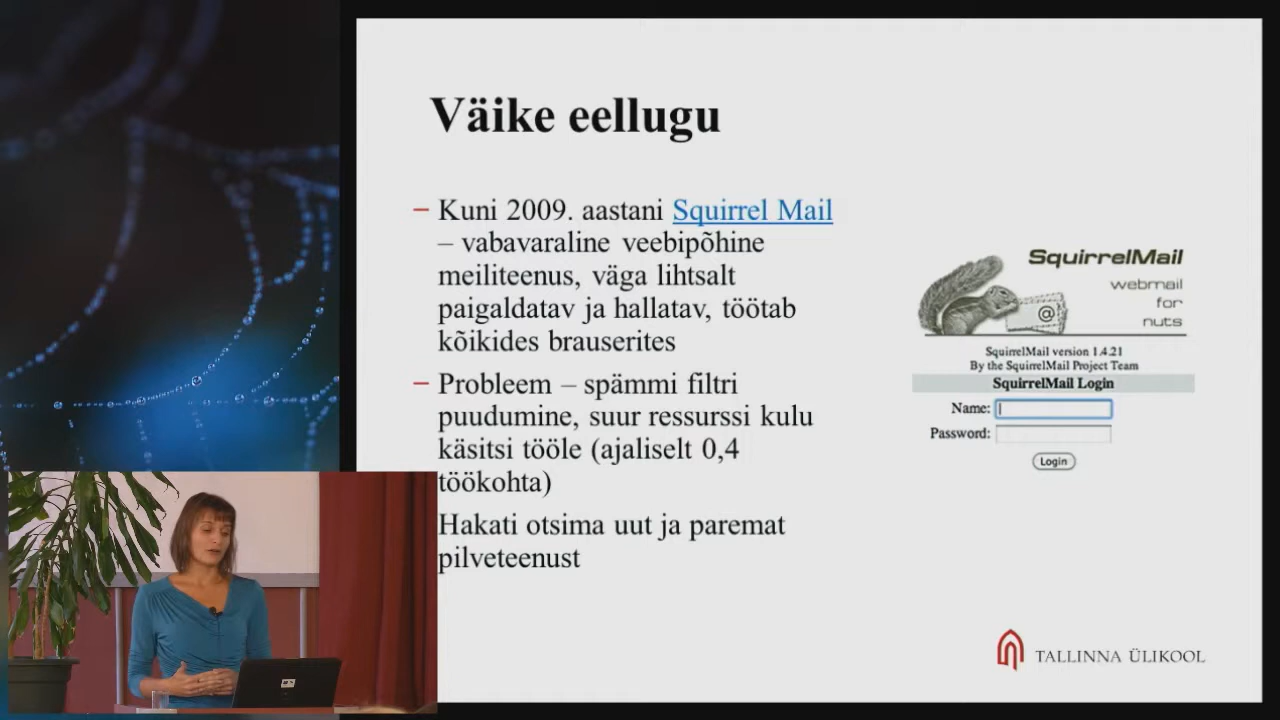 Väike eellugu
– Kuni 2009. aastani Squirrel Mail
– vabavaraline veebipõhine
meiliteenus, väga lihtsalt
paigaldatav ja hallatav, töötab
kõikides brauserites
– Probleem – spämmi filtri
puudumine, suur ressurssi kulu
käsitsi tööle (ajaliselt 0,4
töökohta)
Hakati otsima uut ja paremat
pilveteenust
SquirrelMail
webmail
for
nuts
@
SquirrelMail version 1.4.21
By the SquirrelMail Project Team
SquirrelMail Login
Name:
Password:
Login
TALLINNA ÜLIKOOL